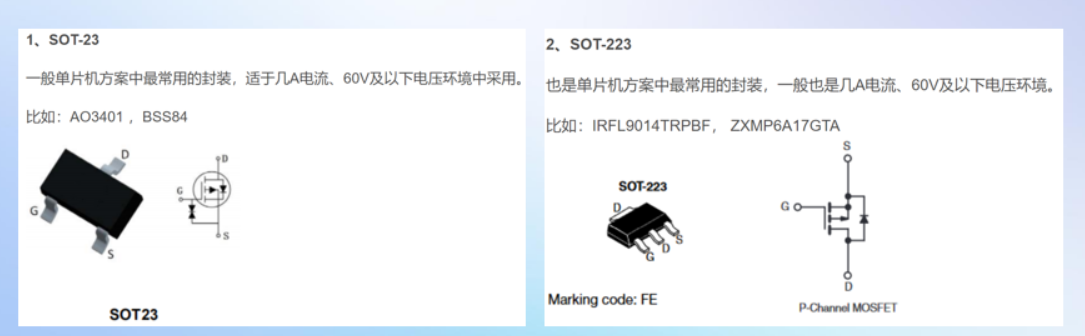 1、SOT-23
一般单片机方案中最常用的封装，适于几A电流、60V及以下电压环境中采用。
比如：AO3401 ，BSS84
D
G
S
D
G
S
SOT23
2、SOT-223
也是单片机方案中最常用的封装，一般也是几A电流、60V及以下电压环境。
比如：IRFL9014TRPBF， ZXMP6A17GTA
SOT-223
D
S
D
G
S
G
D
Marking code: FE
P-Channel MOSFET